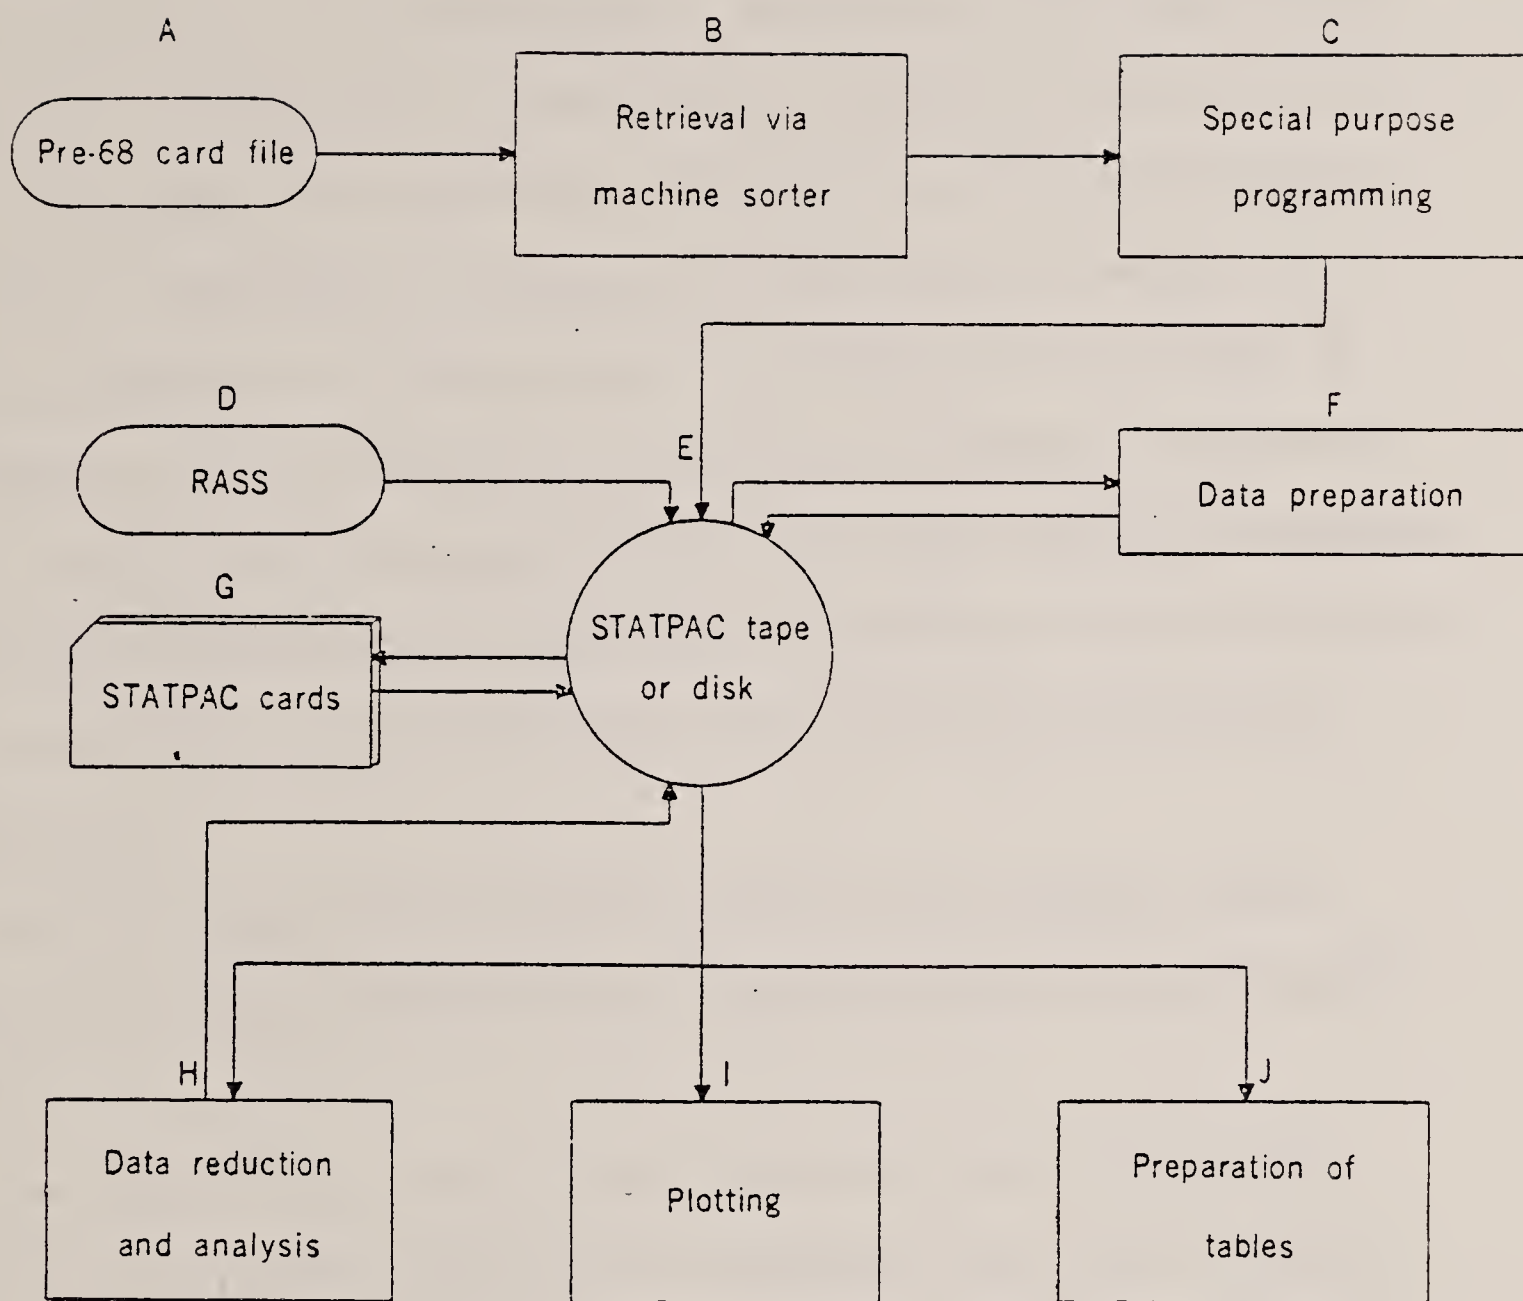 A
Pre-68 card file
B
Retrieval via
machine sorter
C
Special purpose
programming
D
RASS
E
STATPAC tape
or disk
F
Data preparation
G
STATPAC cards
H
Data reduction
and analysis
I
Plotting
J
Preparation of
tables